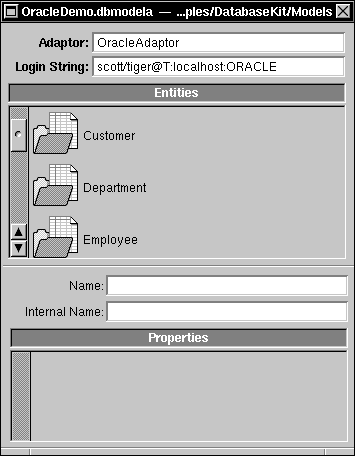 OracleDemo.dbmodela — ...ples/DatabaseKit/Models
Adaptor: OracleAdaptor
Login String: scott/tiger@T:localhost:ORACLE
Entities
Customer
Department
Employee
Name:
Internal Name:
Properties